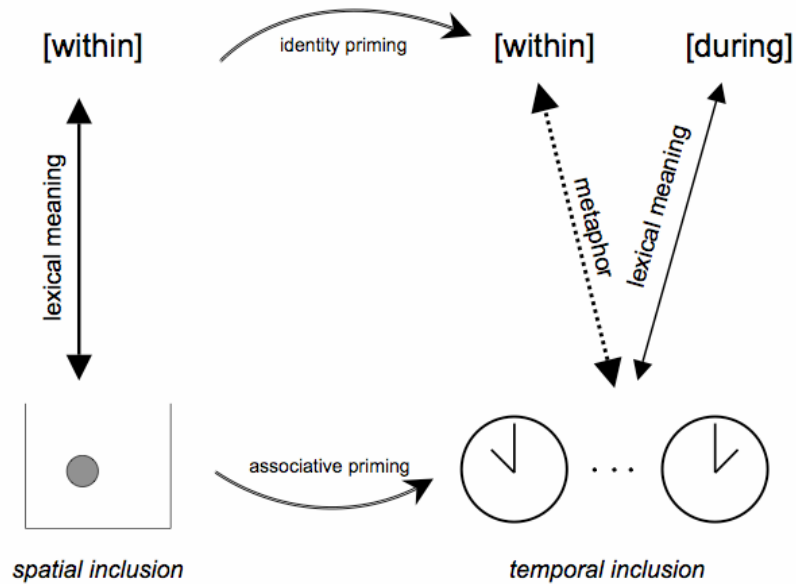 [within]
identity priming
[within]
[during]
lexical meaning
metaphor
lexical meaning
associative priming
. . .
spatial inclusion
temporal inclusion